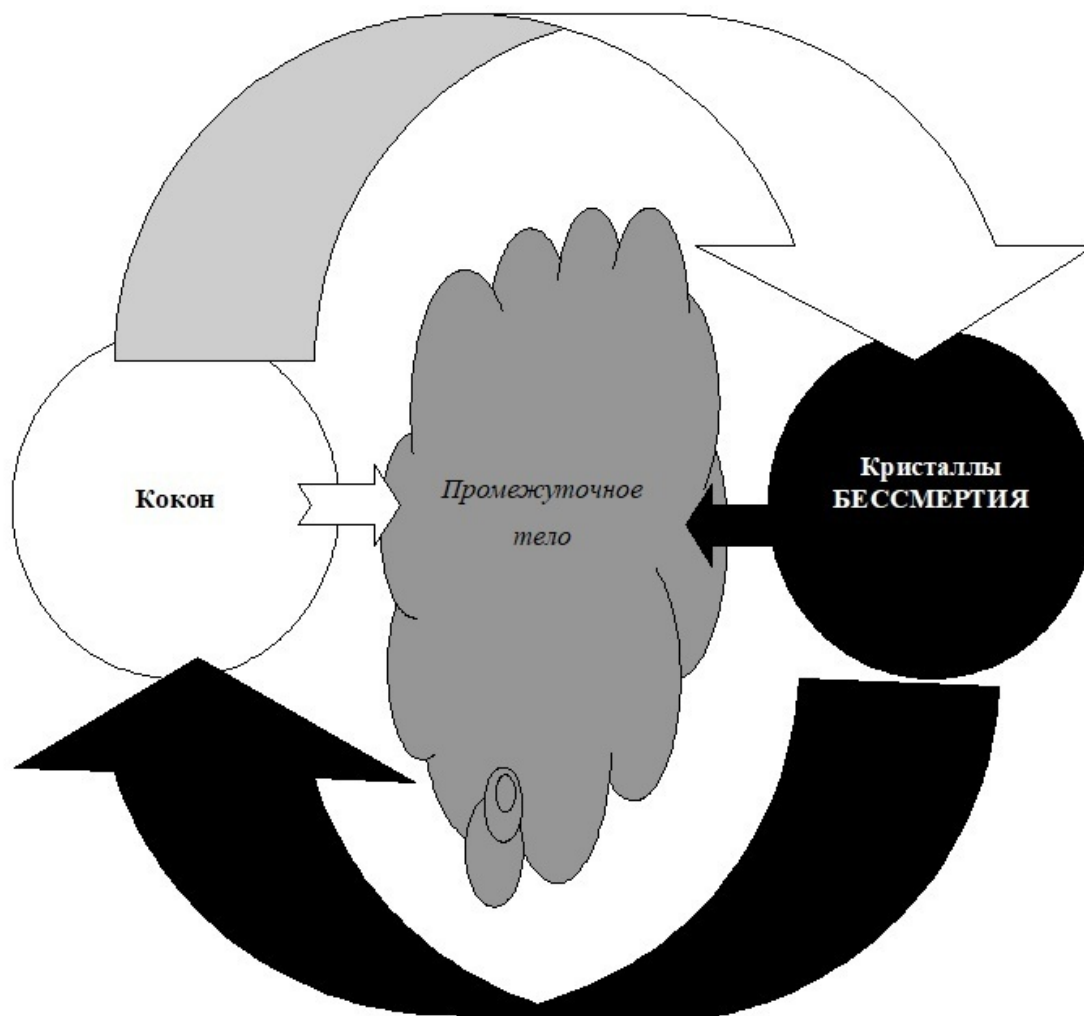 Кокон
Промежуточное
тело
Кристаллы
БЕССМЕРТИЯ